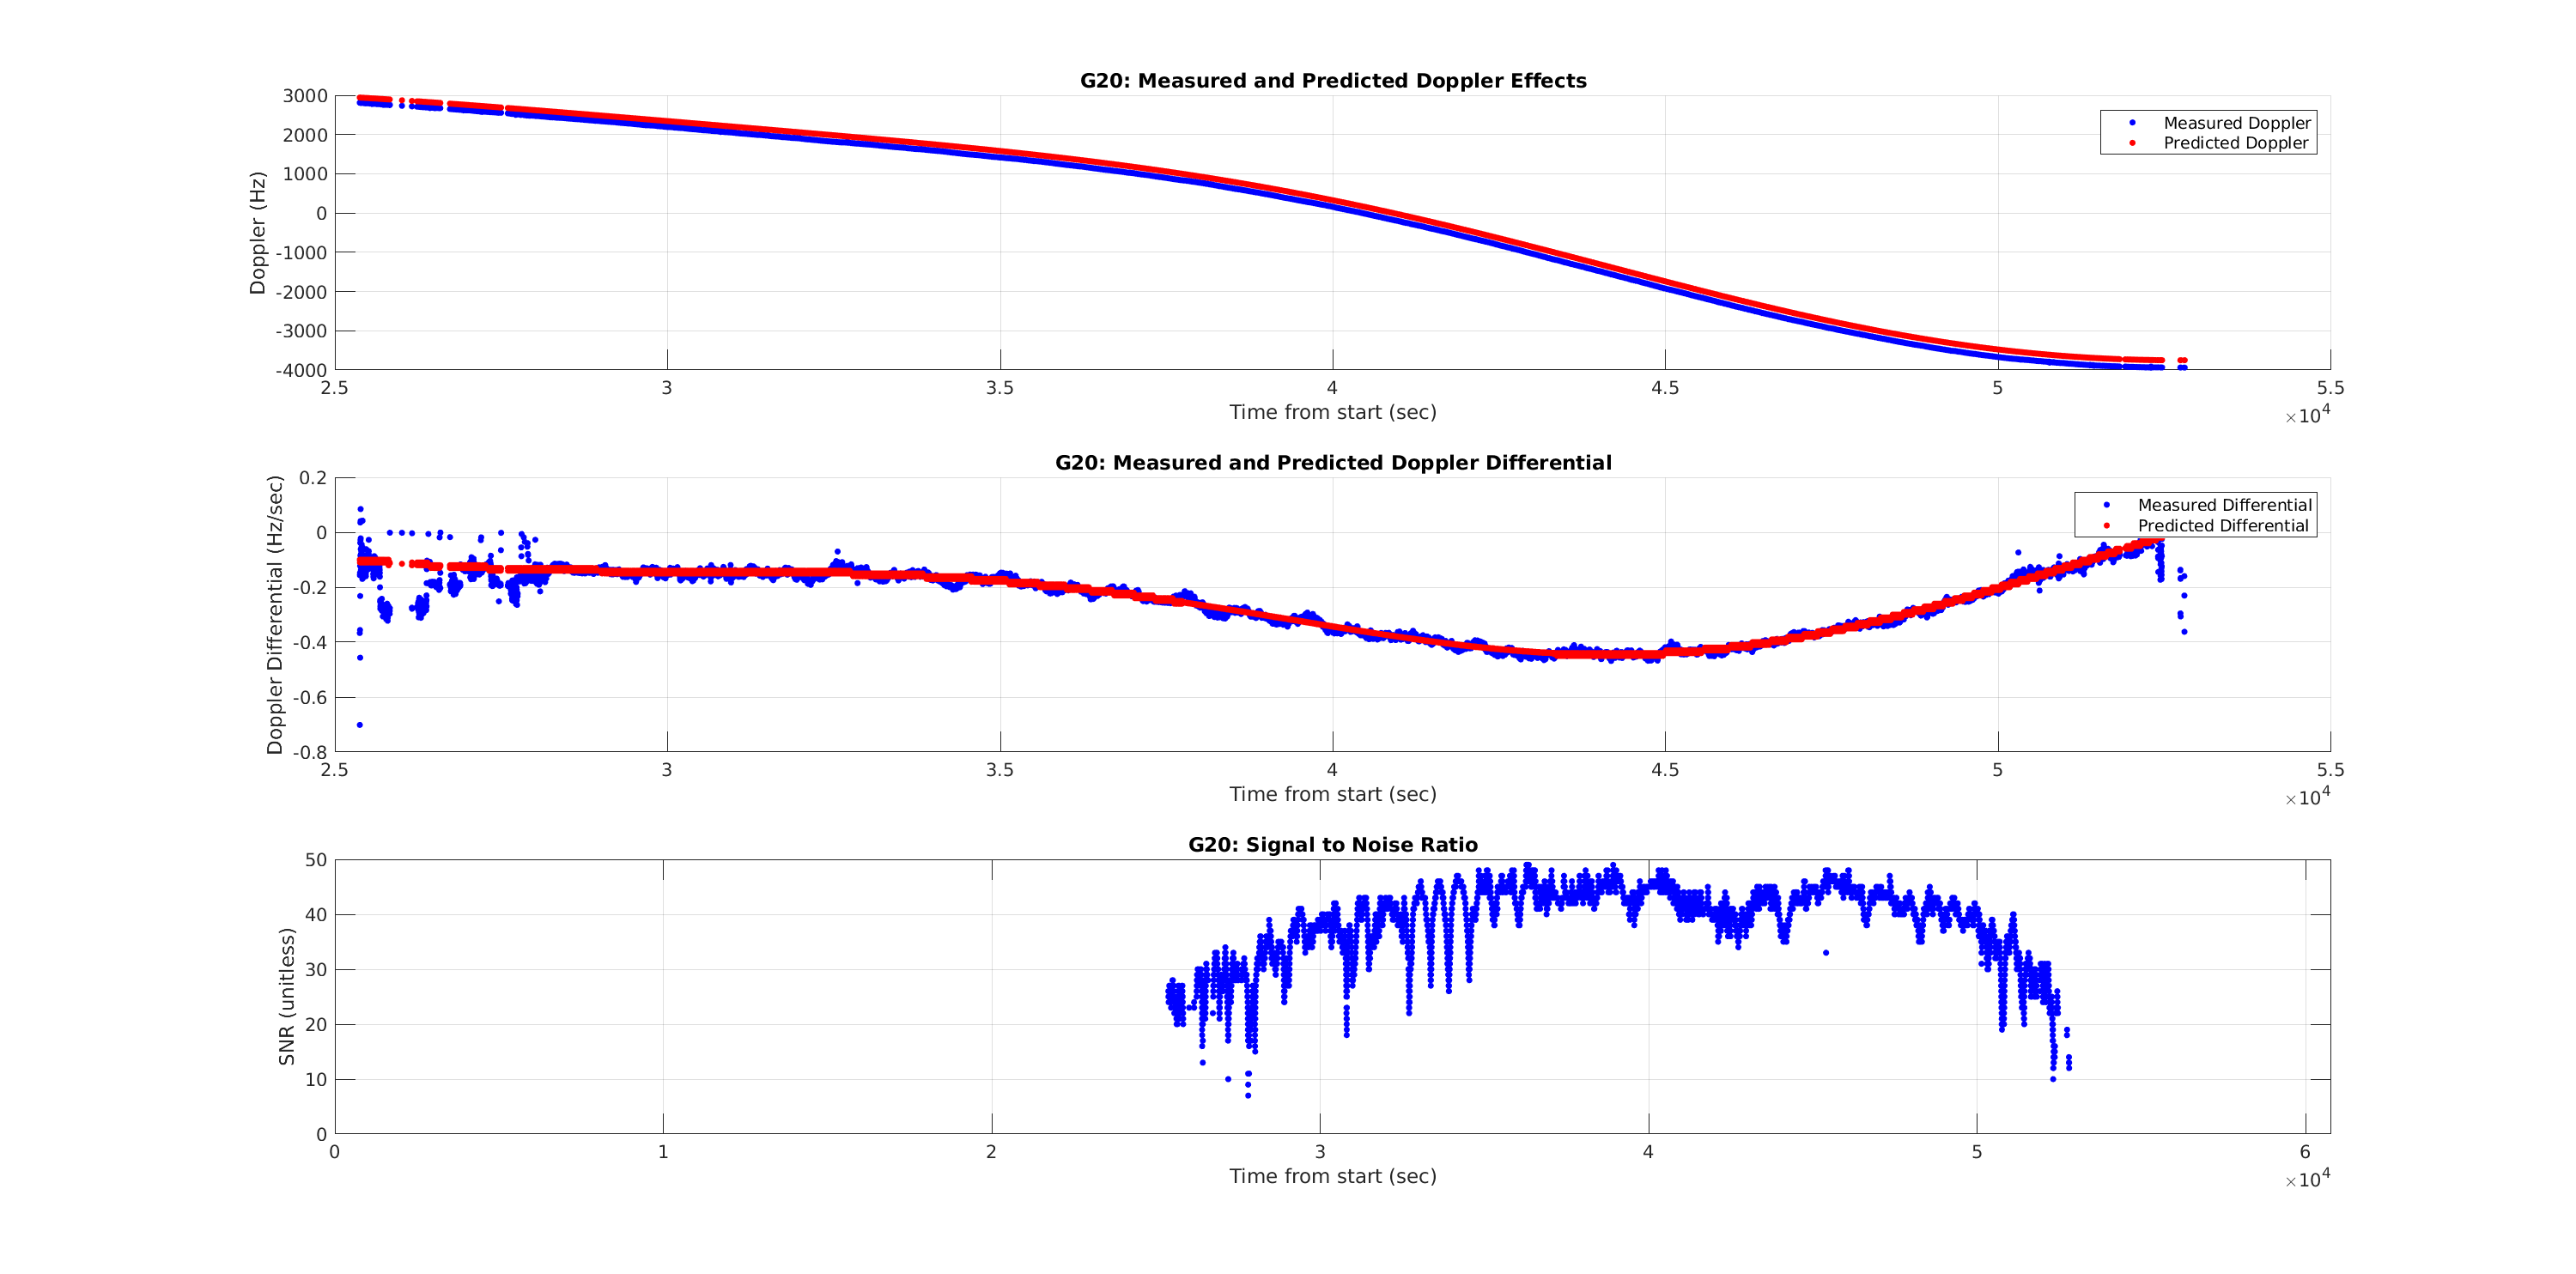 G20: Measured and Predicted Doppler Effects
3000
2000
1000
0
-1000
-2000
-3000
-4000
Doppler (Hz)
Measured Doppler
Predicted Doppler
2.5 3 3.5 4 4.5 5 5.5
Time from start (sec)
×10^4
G20: Measured and Predicted Doppler Differential
0.2
0
-0.2
-0.4
-0.6
-0.8
Doppler Differential (Hz/sec)
Measured Differential
Predicted Differential
2.5 3 3.5 4 4.5 5 5.5
Time from start (sec)
×10^4
G20: Signal to Noise Ratio
50
40
30
20
10
0
SNR (unitless)
0 1 2 3 4 5 6
Time from start (sec)
×10^4